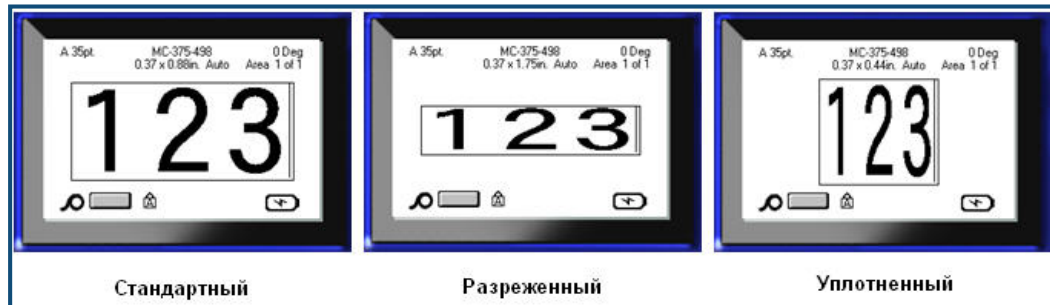 A 35pt. MC-375-498 0 Deg
0.37 x 0.88in. Auto Area 1 of 1
123
Стандартный
A 35pt. MC-375-498 0 Deg
0.37 x 1.75in. Auto Area 1 of 1
123
Разреженный
A 35pt. MC-375-498 0 Deg
0.37 x 0.44in. Auto Area 1 of 1
123
Уплотненный